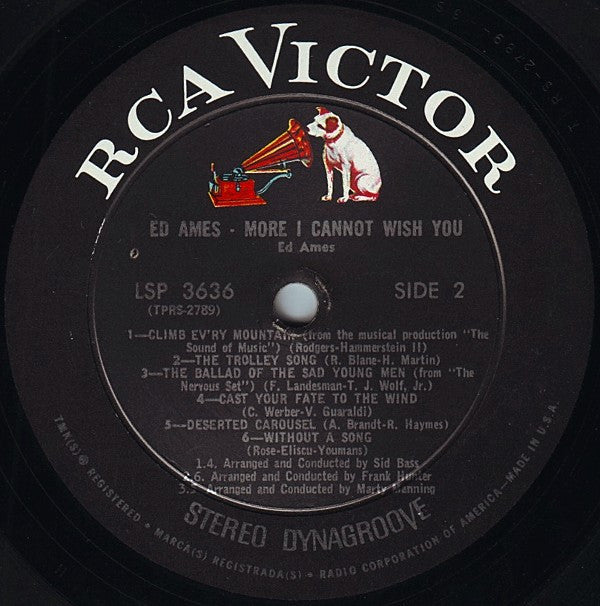 RCA VICTOR
ED AMES - MORE I CANNOT WISH YOU
Ed Ames
LSP 3636
(TPRS-2789)
SIDE 2
1—CLIMB EV'RY MOUNTAIN (from the musical production "The
Sound of Music") (Rodgers-Hammerstein II)
2—THE TROLLEY SONG (R. Blane-H. Martin)
3—THE BALLAD OF THE SAD YOUNG MEN (from "The
Nervous Set") (F. Landesman-T. J. Wolf, Jr.)
4—CAST YOUR FATE TO THE WIND
(C. Werber-V. Guaraldi)
5—DESERTED CAROUSEL (A. Brandt-R. Haymes)
6—WITHOUT A SONG
(Rose-Eliscu-Youmans)
1.4. Arranged and Conducted by Sid Bass
2.6. Arranged and Conducted by Frank Hunter
3.5 Arranged and Conducted by Marty Manning
STEREO DYNAGROOVE
TMK(S) ® REGISTERED • MARCA(S) REGISTRADA(S) • RADIO CORPORATION OF AMERICA—MADE IN U.S.A.